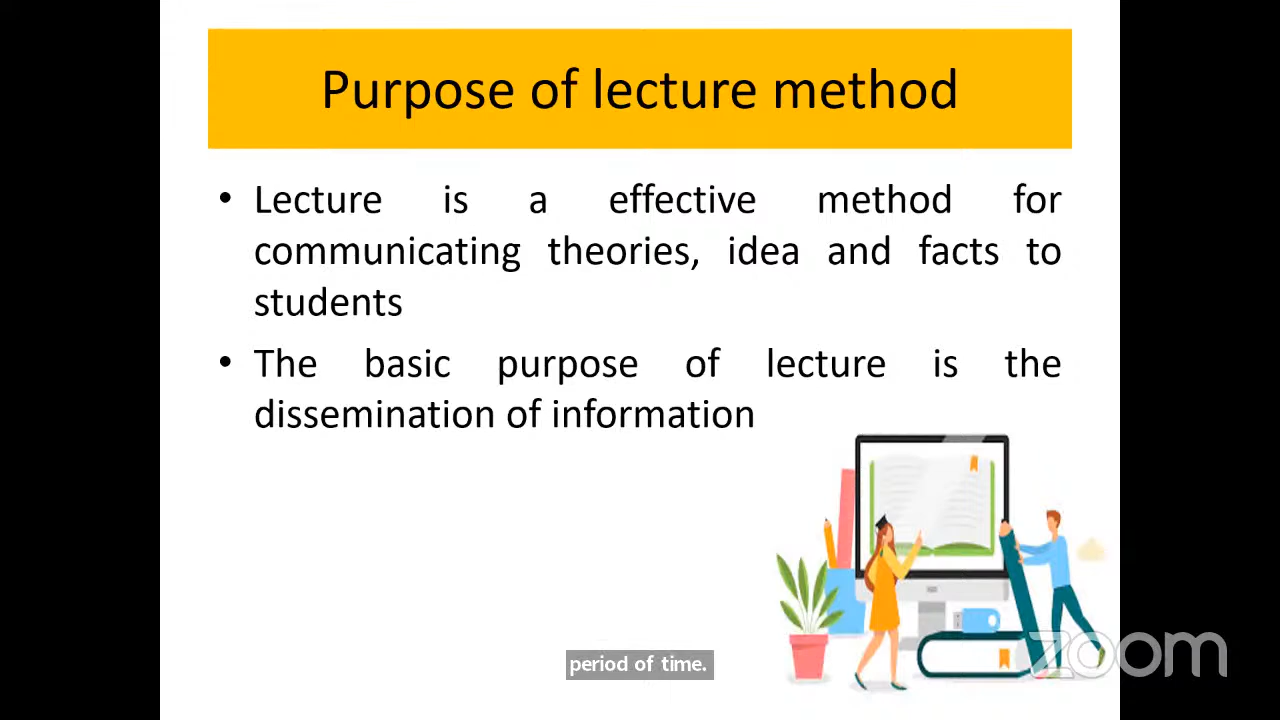 Purpose of lecture method
• Lecture is a effective method for
communicating theories, idea and facts to
students
• The basic purpose of lecture is the
dissemination of information
period of time.
zoom